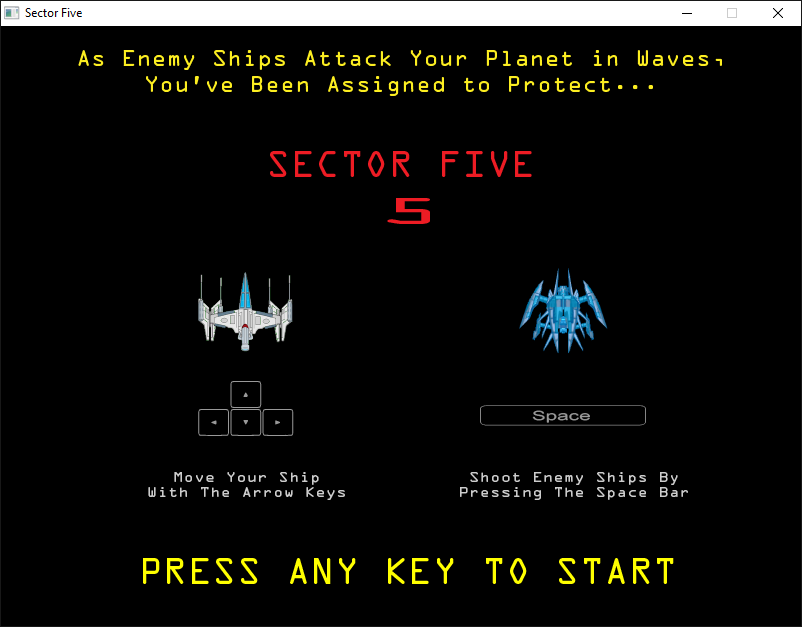 Sector Five
As Enemy Ships Attack Your Planet in Waves,
You've Been Assigned to Protect...
SECTOR FIVE
5
Space
Move Your Ship
With The Arrow Keys
Shoot Enemy Ships By
Pressing The Space Bar
PRESS ANY KEY TO START